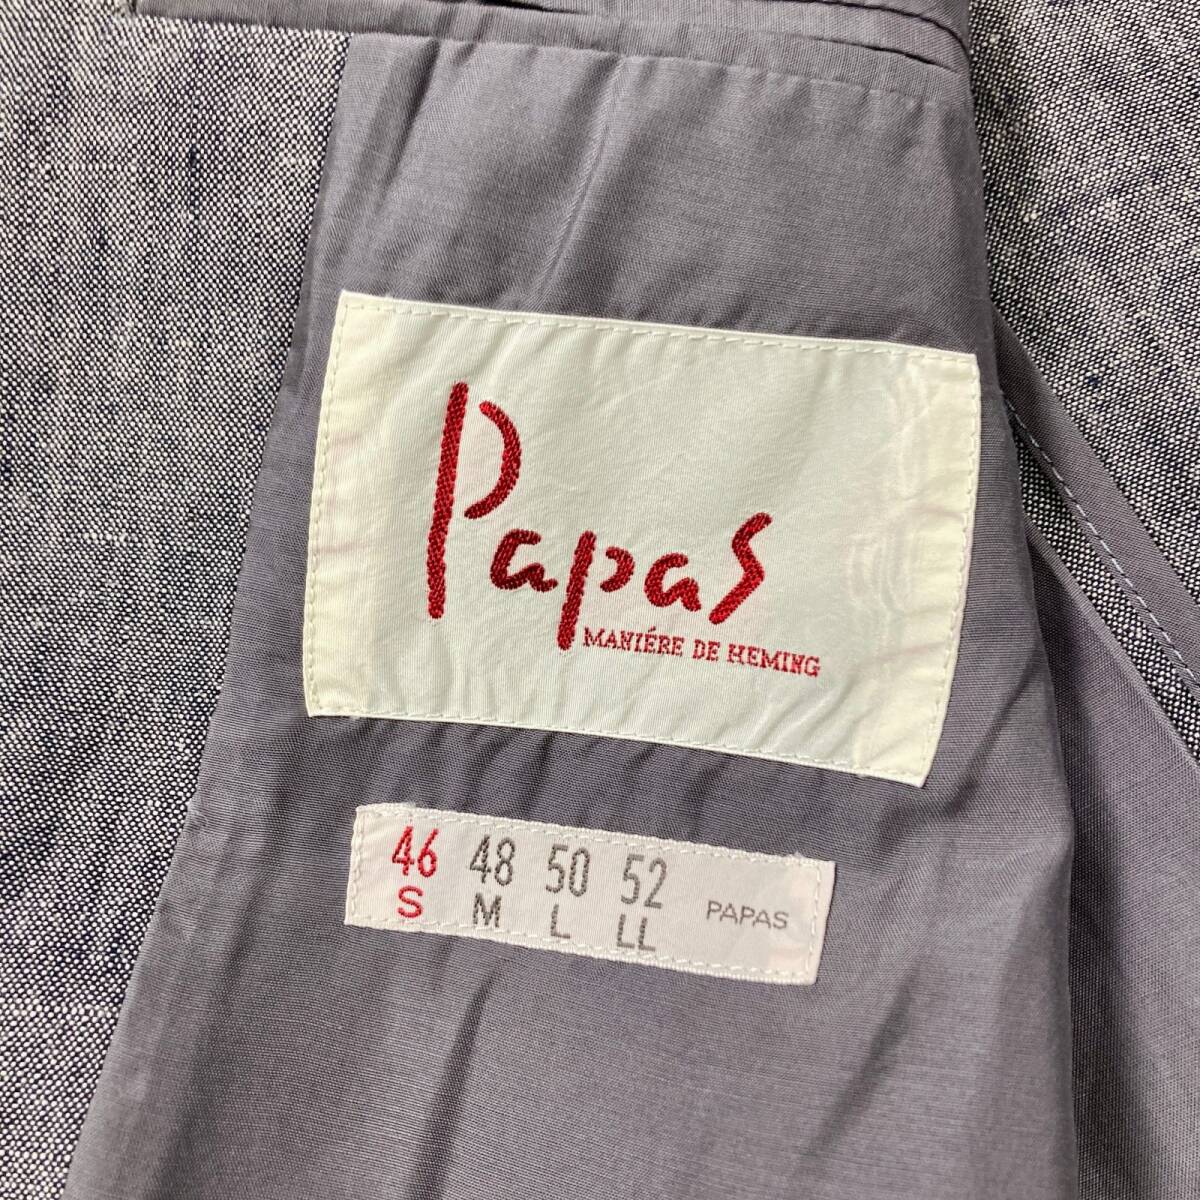 Papas
MANIÉRE DE HEMING
46 48 50 52
S M L LL PAPAS